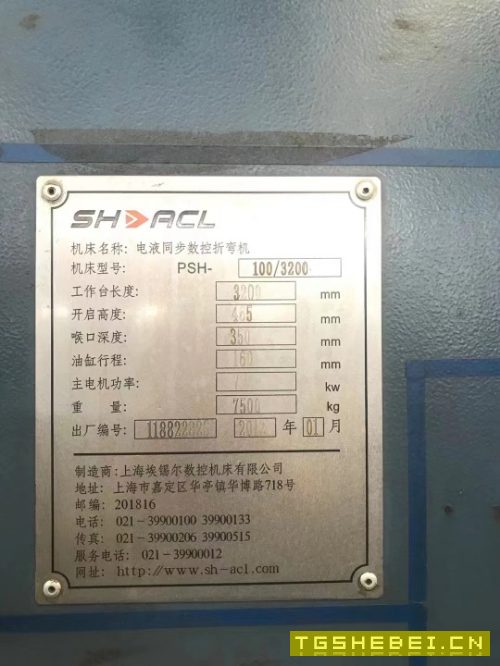 SH ACL
机床名称: 电液同步数控折弯机
机床型号: PSH- 100/3200
工作台长度: 3200 mm
开启高度: mm
喉口深度: 350 mm
油缸行程: mm
主电机功率: kw
重 量: 7500 kg
出厂编号: 年 01 月
制造商:上海埃锡尔数控机床有限公司
地址: 上海市嘉定区华亭镇华博路718号
邮编: 201816
电话: 021-39900100 39900133
传真: 021-39900206 39900515
服务电话: 021-39900012
网址: http://www.sh-acl.com
TGSHEBEI.CN